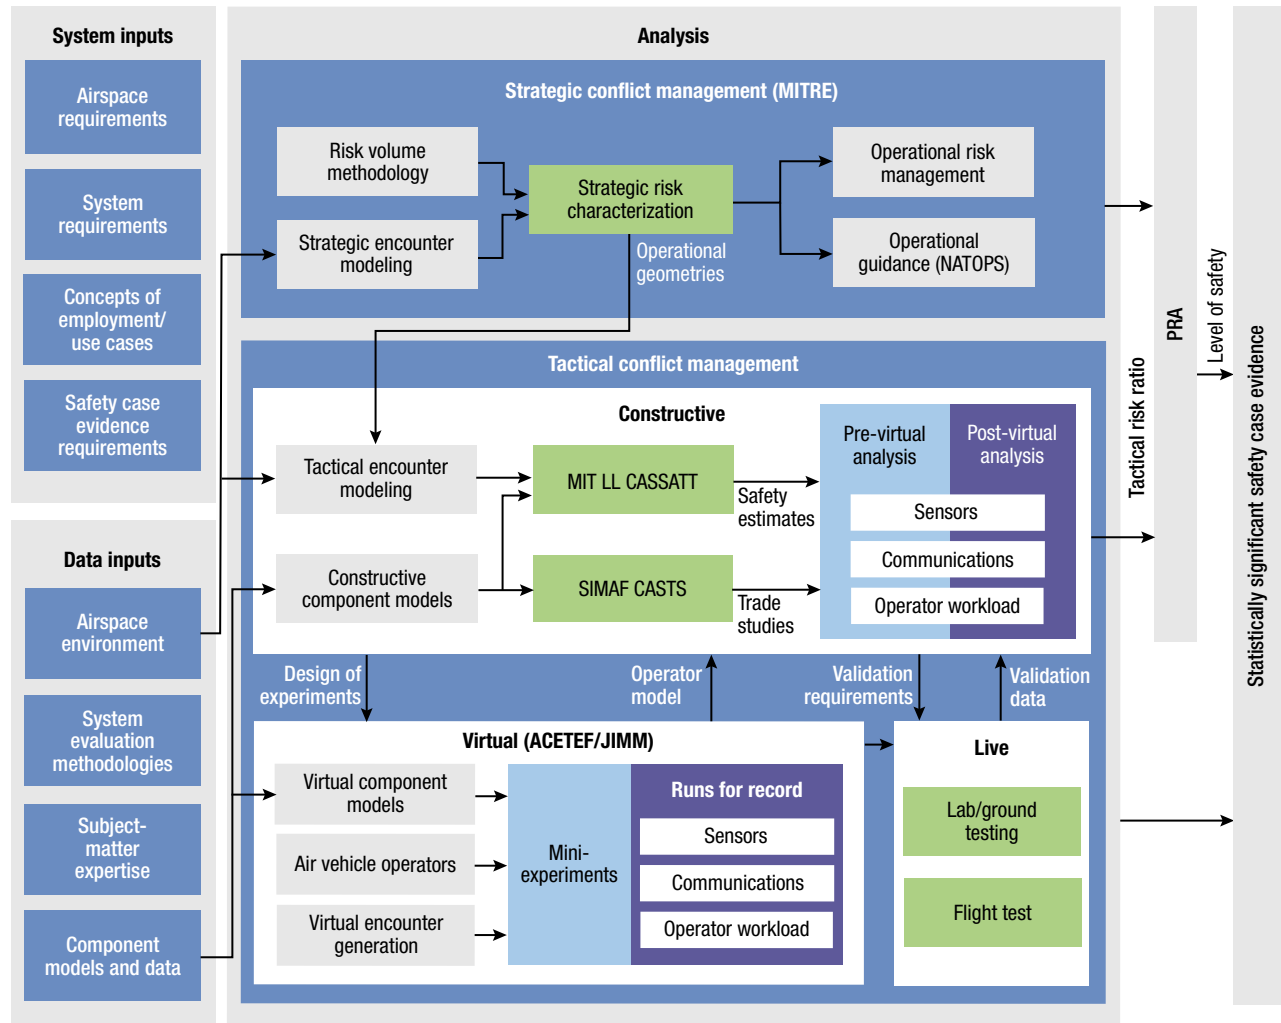 System inputs
Airspace
requirements
System
requirements
Concepts of
employment/
use cases
Safety case
evidence
requirements
Data inputs
Airspace
environment
System
evaluation
methodologies
Subject-
matter
expertise
Component
models and data
Analysis
Strategic conflict management (MITRE)
Risk volume
methodology
Strategic encounter
modeling
Strategic risk
characterization
Operational
geometries
Operational risk
management
Operational
guidance (NATOPS)
Tactical conflict management
Constructive
Tactical encounter
modeling
Constructive
component models
MIT LL CASSATT
SIMAF CASTS
Safety
estimates
Trade
studies
Pre-virtual
analysis
Post-virtual
analysis
Sensors
Communications
Operator workload
Design of
experiments
Operator
model
Validation
requirements
Validation
data
Virtual (ACETEF/JIMM)
Virtual component
models
Air vehicle operators
Virtual encounter
generation
Mini-
experiments
Runs for record
Sensors
Communications
Operator workload
Live
Lab/ground
testing
Flight test
Tactical risk ratio
PRA
Level of safety
Statistically significant safety case evidence